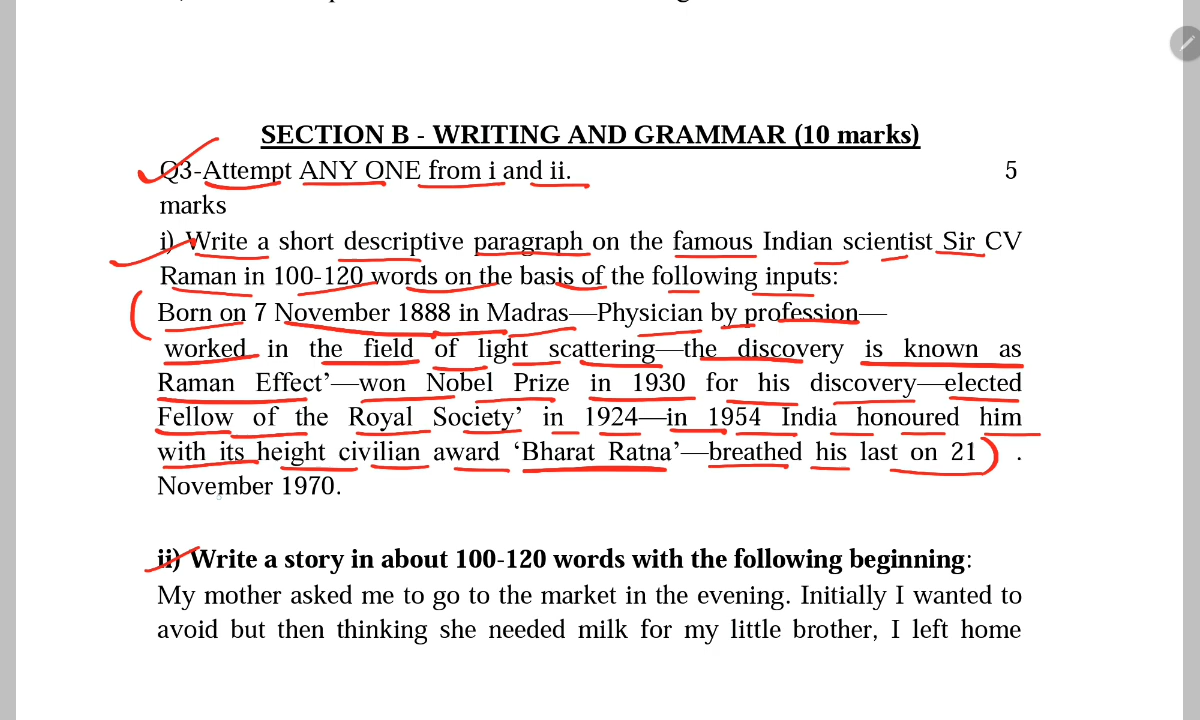 SECTION B - WRITING AND GRAMMAR (10 marks)
Q3-Attempt ANY ONE from i and ii. 5
marks
i) Write a short descriptive paragraph on the famous Indian scientist Sir CV
Raman in 100-120 words on the basis of the following inputs:
Born on 7 November 1888 in Madras—Physician by profession—
worked in the field of light scattering—the discovery is known as
Raman Effect’—won Nobel Prize in 1930 for his discovery—elected
Fellow of the Royal Society’ in 1924—in 1954 India honoured him
with its height civilian award ‘Bharat Ratna’—breathed his last on 21 .
November 1970.
ii) Write a story in about 100-120 words with the following beginning:
My mother asked me to go to the market in the evening. Initially I wanted to
avoid but then thinking she needed milk for my little brother, I left home